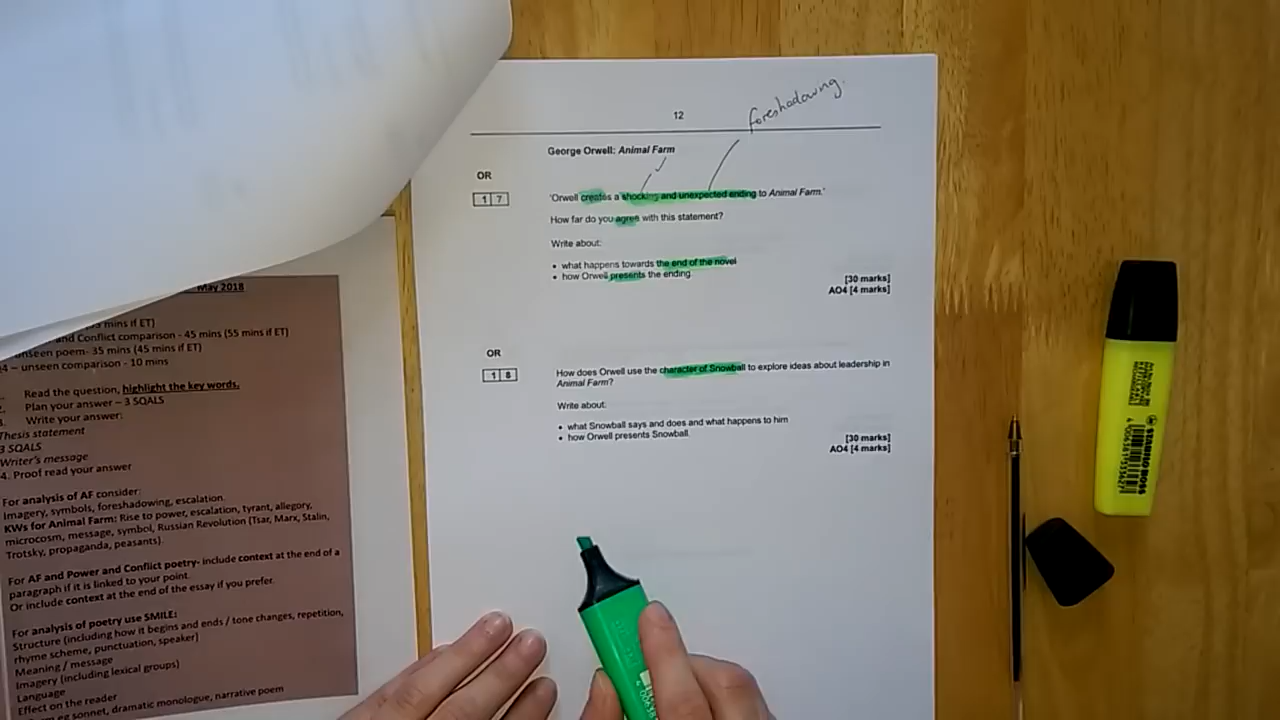 12
foreshadowing.
George Orwell: Animal Farm
OR
1 7
'Orwell creates a shocking and unexpected ending to Animal Farm.'
How far do you agree with this statement?
Write about:
• what happens towards the end of the novel
• how Orwell presents the ending
[30 marks]
AO4 [4 marks]
OR
1 8
How does Orwell use the character of Snowball to explore ideas about leadership in
Animal Farm?
Write about:
• what Snowball says and does and what happens to him
• how Orwell presents Snowball.
[30 marks]
AO4 [4 marks]
May 2018
mins if ET)
and Conflict comparison - 45 mins (55 mins if ET)
unseen poem- 35 mins (45 mins if ET)
4 – unseen comparison - 10 mins
Read the question, highlight the key words.
Plan your answer – 3 SQALS
Write your answer:
Thesis statement
3 SQALS
Writer's message
4. Proof read your answer
For analysis of AF consider:
Imagery, symbols, foreshadowing, escalation.
KWs for Animal Farm: Rise to power, escalation, tyrant, allegory,
microcosm, message, symbol, Russian Revolution (Tsar, Marx, Stalin,
Trotsky, propaganda, peasants).
For AF and Power and Conflict poetry- include context at the end of a
paragraph if it is linked to your point.
Or include context at the end of the essay if you prefer.
For analysis of poetry use SMILE:
Structure (including how it begins and ends / tone changes, repetition,
rhyme scheme, punctuation, speaker)
Meaning / message
Imagery (including lexical groups)
Language
Effect on the reader
sonnet, dramatic monologue, narrative poem
STABILO BOSS